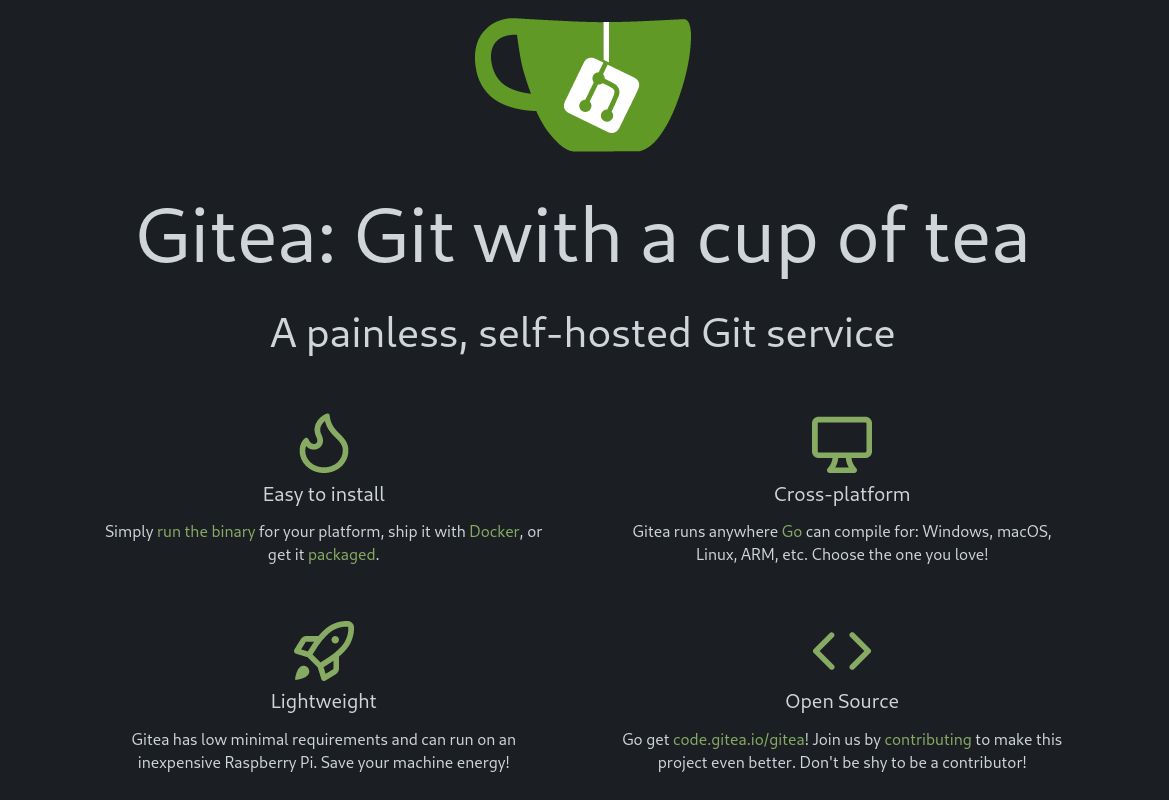 Gitea: Git with a cup of tea
A painless, self-hosted Git service
Easy to install
Simply run the binary for your platform, ship it with Docker, or
get it packaged.
Cross-platform
Gitea runs anywhere Go can compile for: Windows, macOS,
Linux, ARM, etc. Choose the one you love!
Lightweight
Gitea has low minimal requirements and can run on an
inexpensive Raspberry Pi. Save your machine energy!
Open Source
Go get code.gitea.io/gitea! Join us by contributing to make this
project even better. Don't be shy to be a contributor!